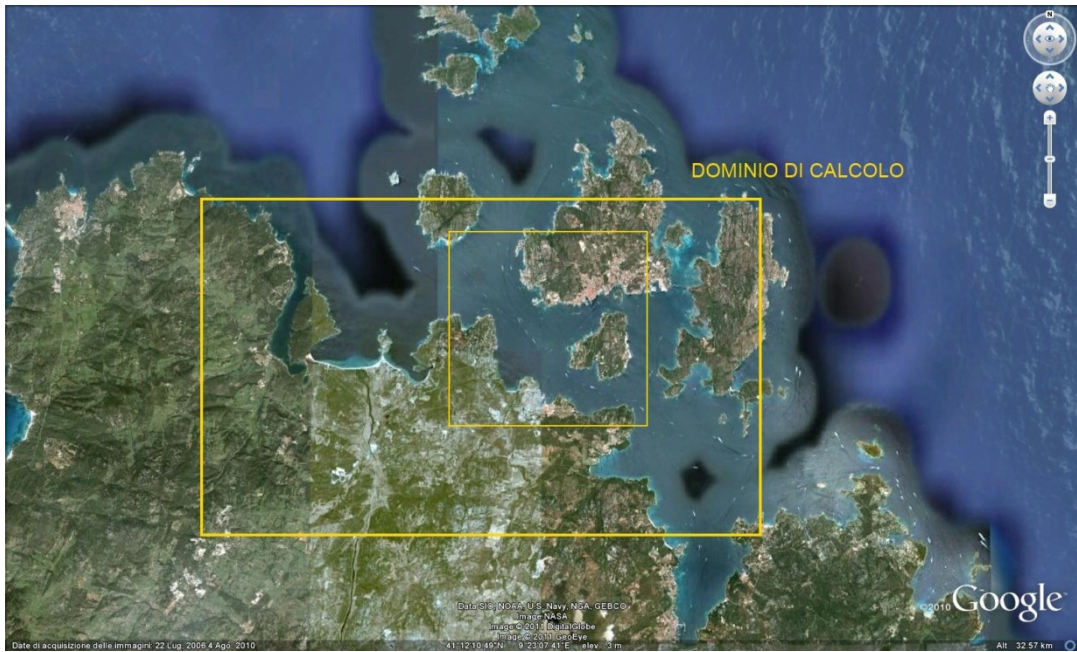 N
DOMINIO DI CALCOLO
Data SIO, NOAA, U.S. Navy, NGA, GEBCO
Image NASA
Image © 2011 DigitalGlobe
Image © 2011 GeoEye
©2010 Google
Date di acquisizione delle immagini: 22 Lug, 2006 4 Ago, 2010 41°12'10.49"N 9°23'07.41"E elev 3 m Alt 32.57 km